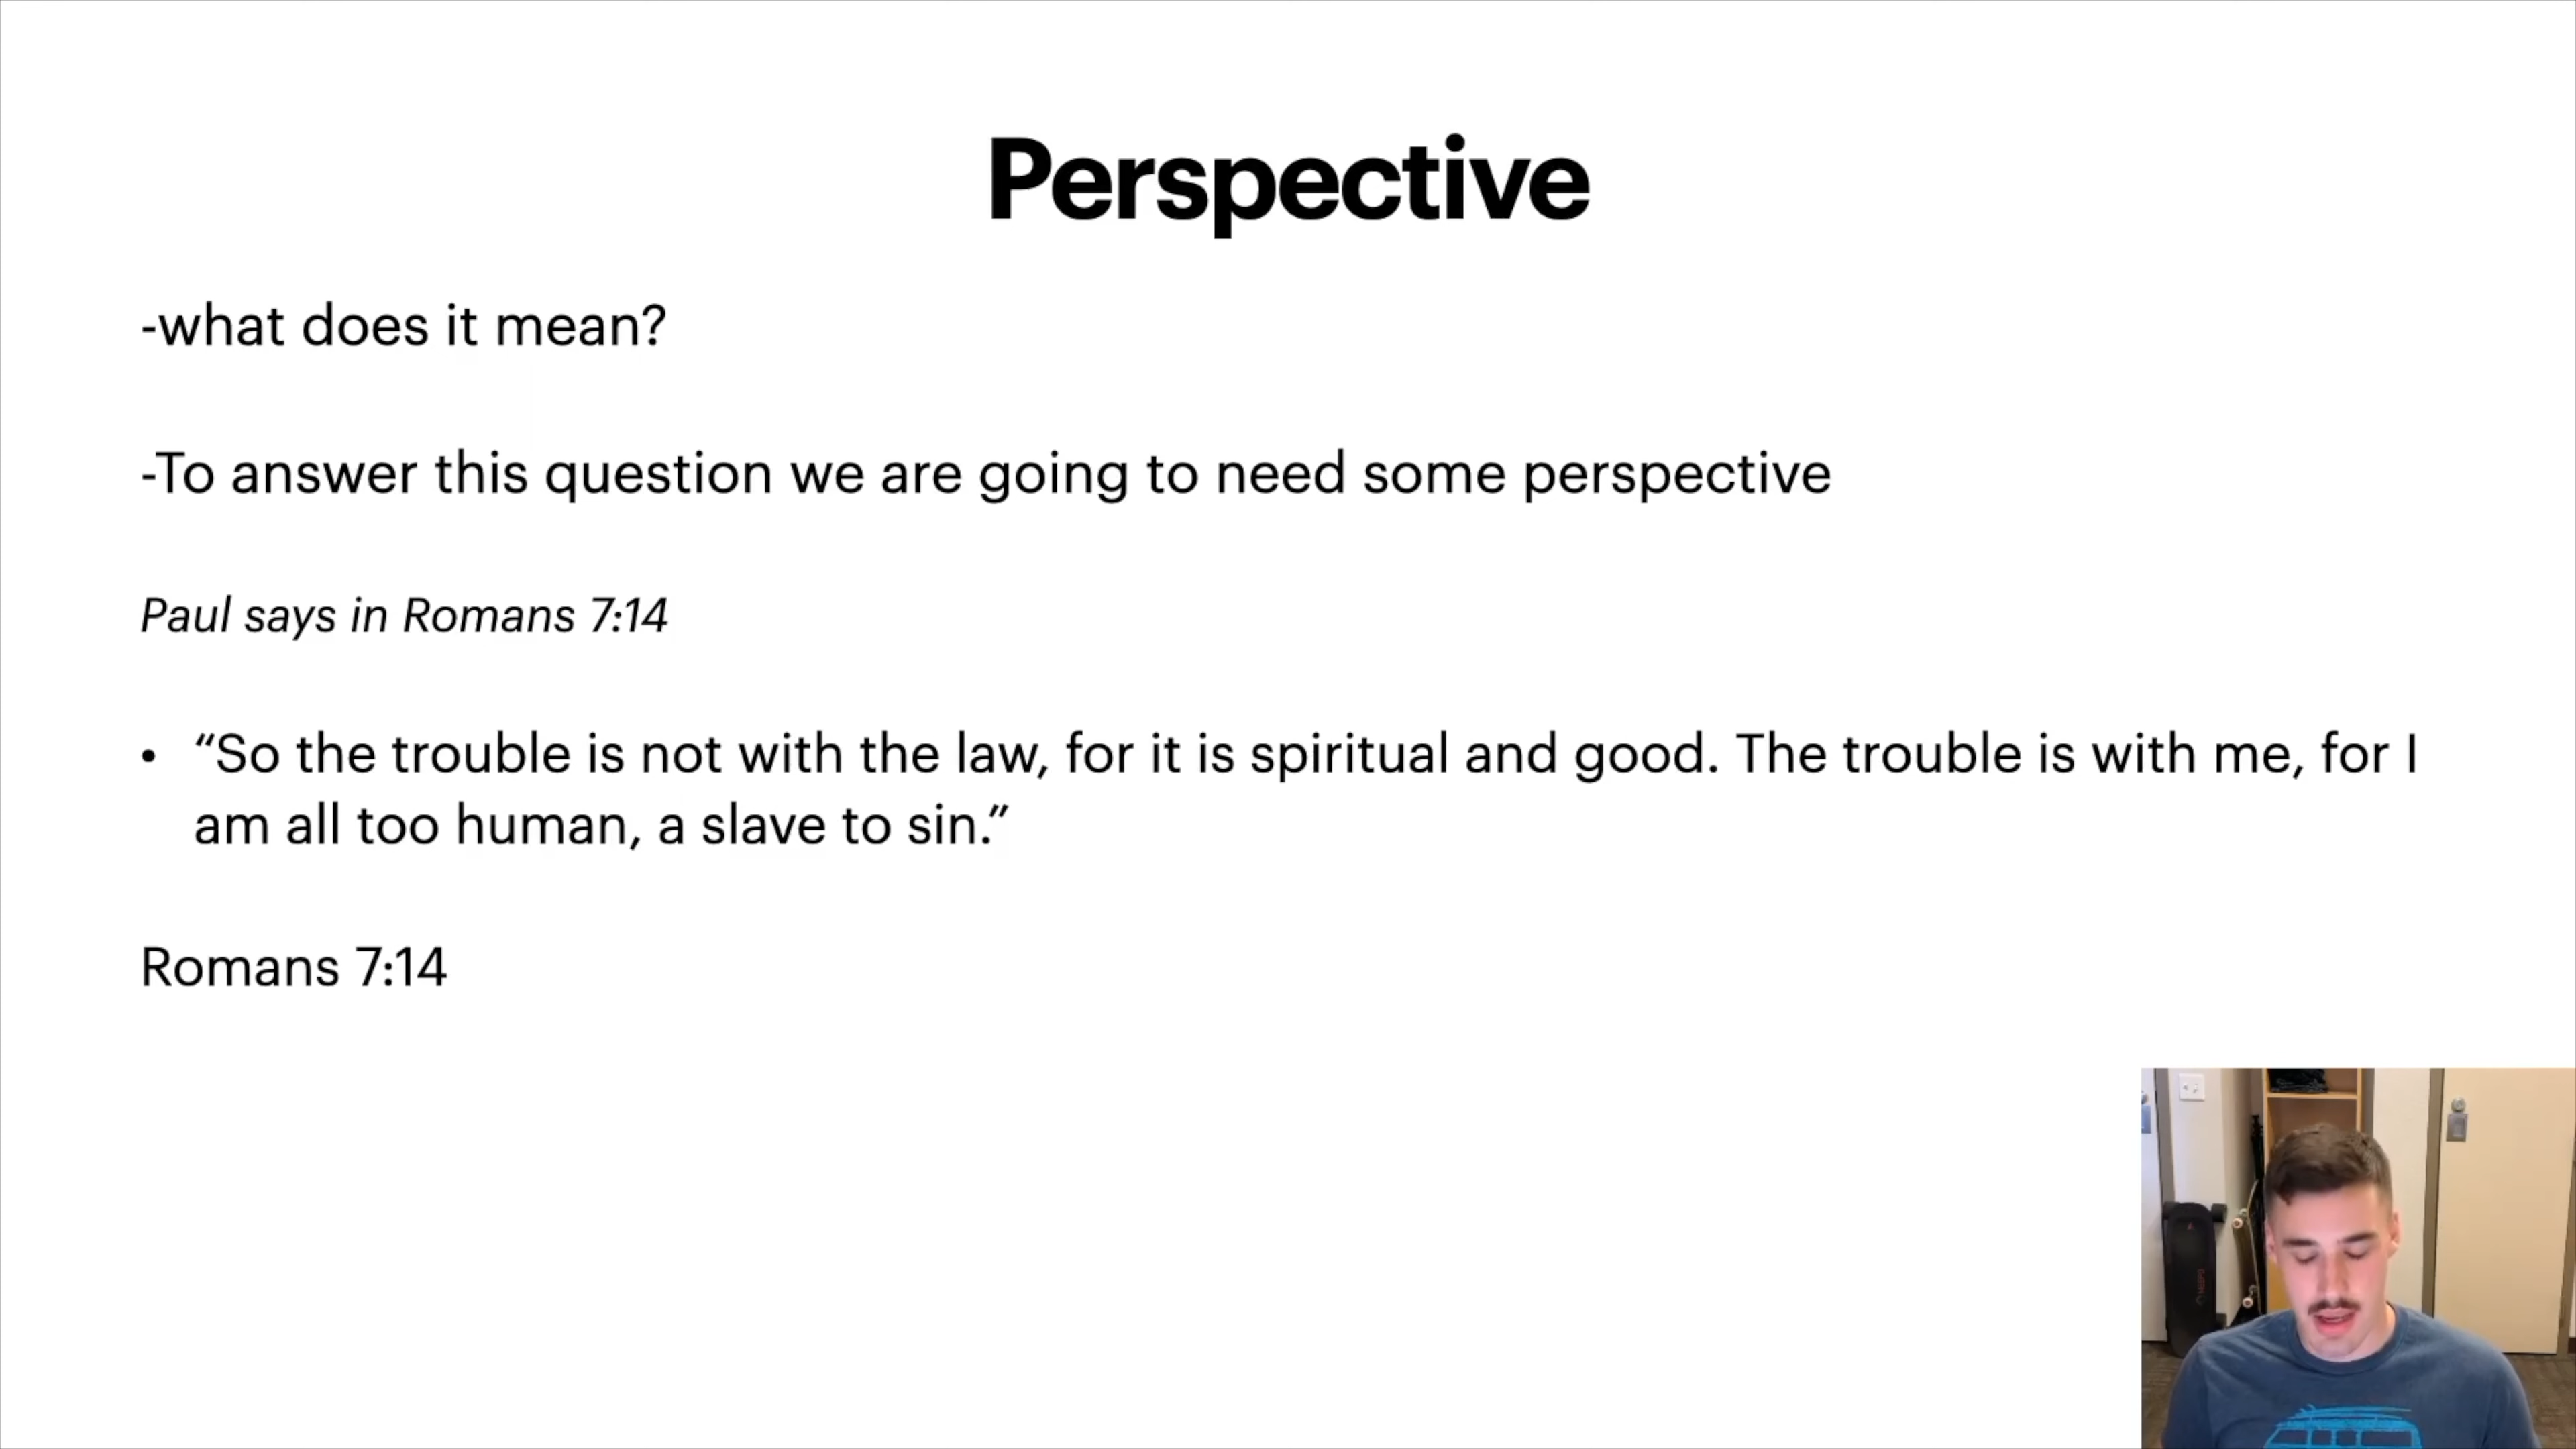 Perspective
-what does it mean?
-To answer this question we are going to need some perspective
Paul says in Romans 7:14
• “So the trouble is not with the law, for it is spiritual and good. The trouble is with me, for I
am all too human, a slave to sin.”
Romans 7:14